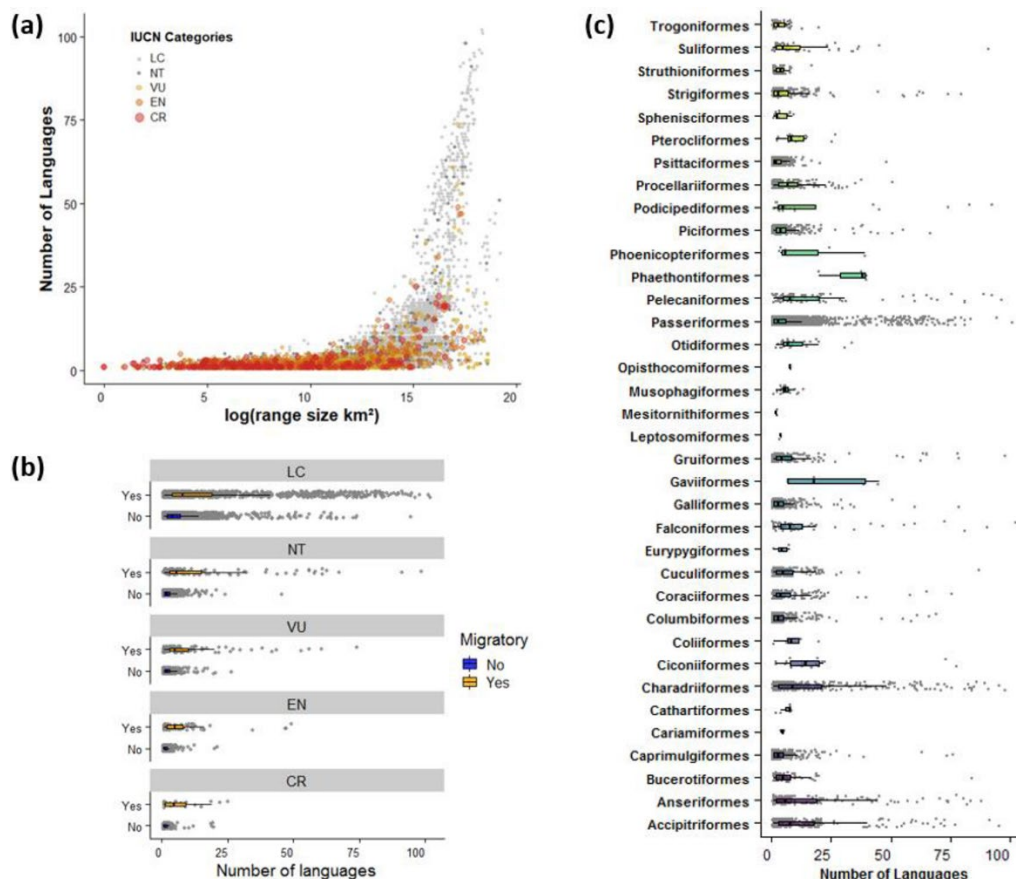 (a)
IUCN Categories
LC
NT
VU
EN
CR
Number of Languages
100
75
50
25
0
0 5 10 15 20
log(range size km²)
(b)
LC
Yes
No
NT
Yes
No
VU
Yes
No
EN
Yes
No
CR
Yes
No
0 25 50 75 100
Number of languages
Migratory
No
Yes
(c)
Trogoniformes
Suliformes
Struthioniformes
Strigiformes
Sphenisciformes
Pterocliformes
Psittaciformes
Procellariiformes
Podicipediformes
Piciformes
Phoenicopteriformes
Phaethontiformes
Pelecaniformes
Passeriformes
Otidiformes
Opisthocomiformes
Musophagiformes
Mesitornithiformes
Leptosomiformes
Gruiformes
Gaviiformes
Galliformes
Falconiformes
Eurypygiformes
Cuculiformes
Coraciiformes
Columbiformes
Coliiformes
Ciconiiformes
Charadriiformes
Cathartiformes
Cariamiformes
Caprimulgiformes
Bucerotiformes
Anseriformes
Accipitriformes
0 25 50 75 100
Number of Languages